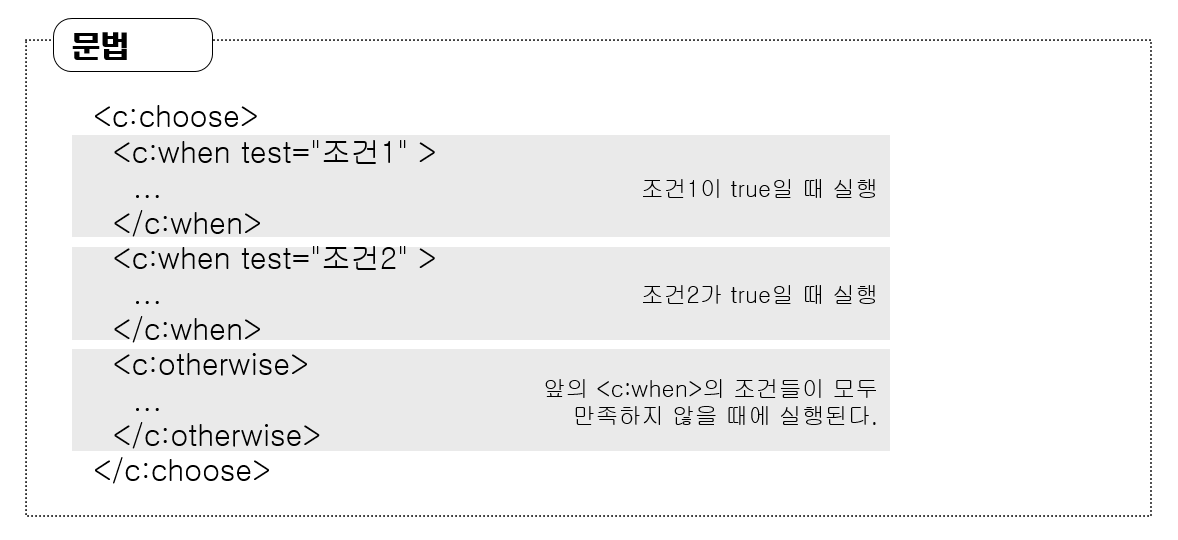 문법
<c:choose>
<c:when test="조건1" >
...
조건1이 true일 때 실행
</c:when>
<c:when test="조건2" >
...
조건2가 true일 때 실행
</c:when>
<c:otherwise>
앞의 <c:when>의 조건들이 모두
...
만족하지 않을 때에 실행된다.
</c:otherwise>
</c:choose>